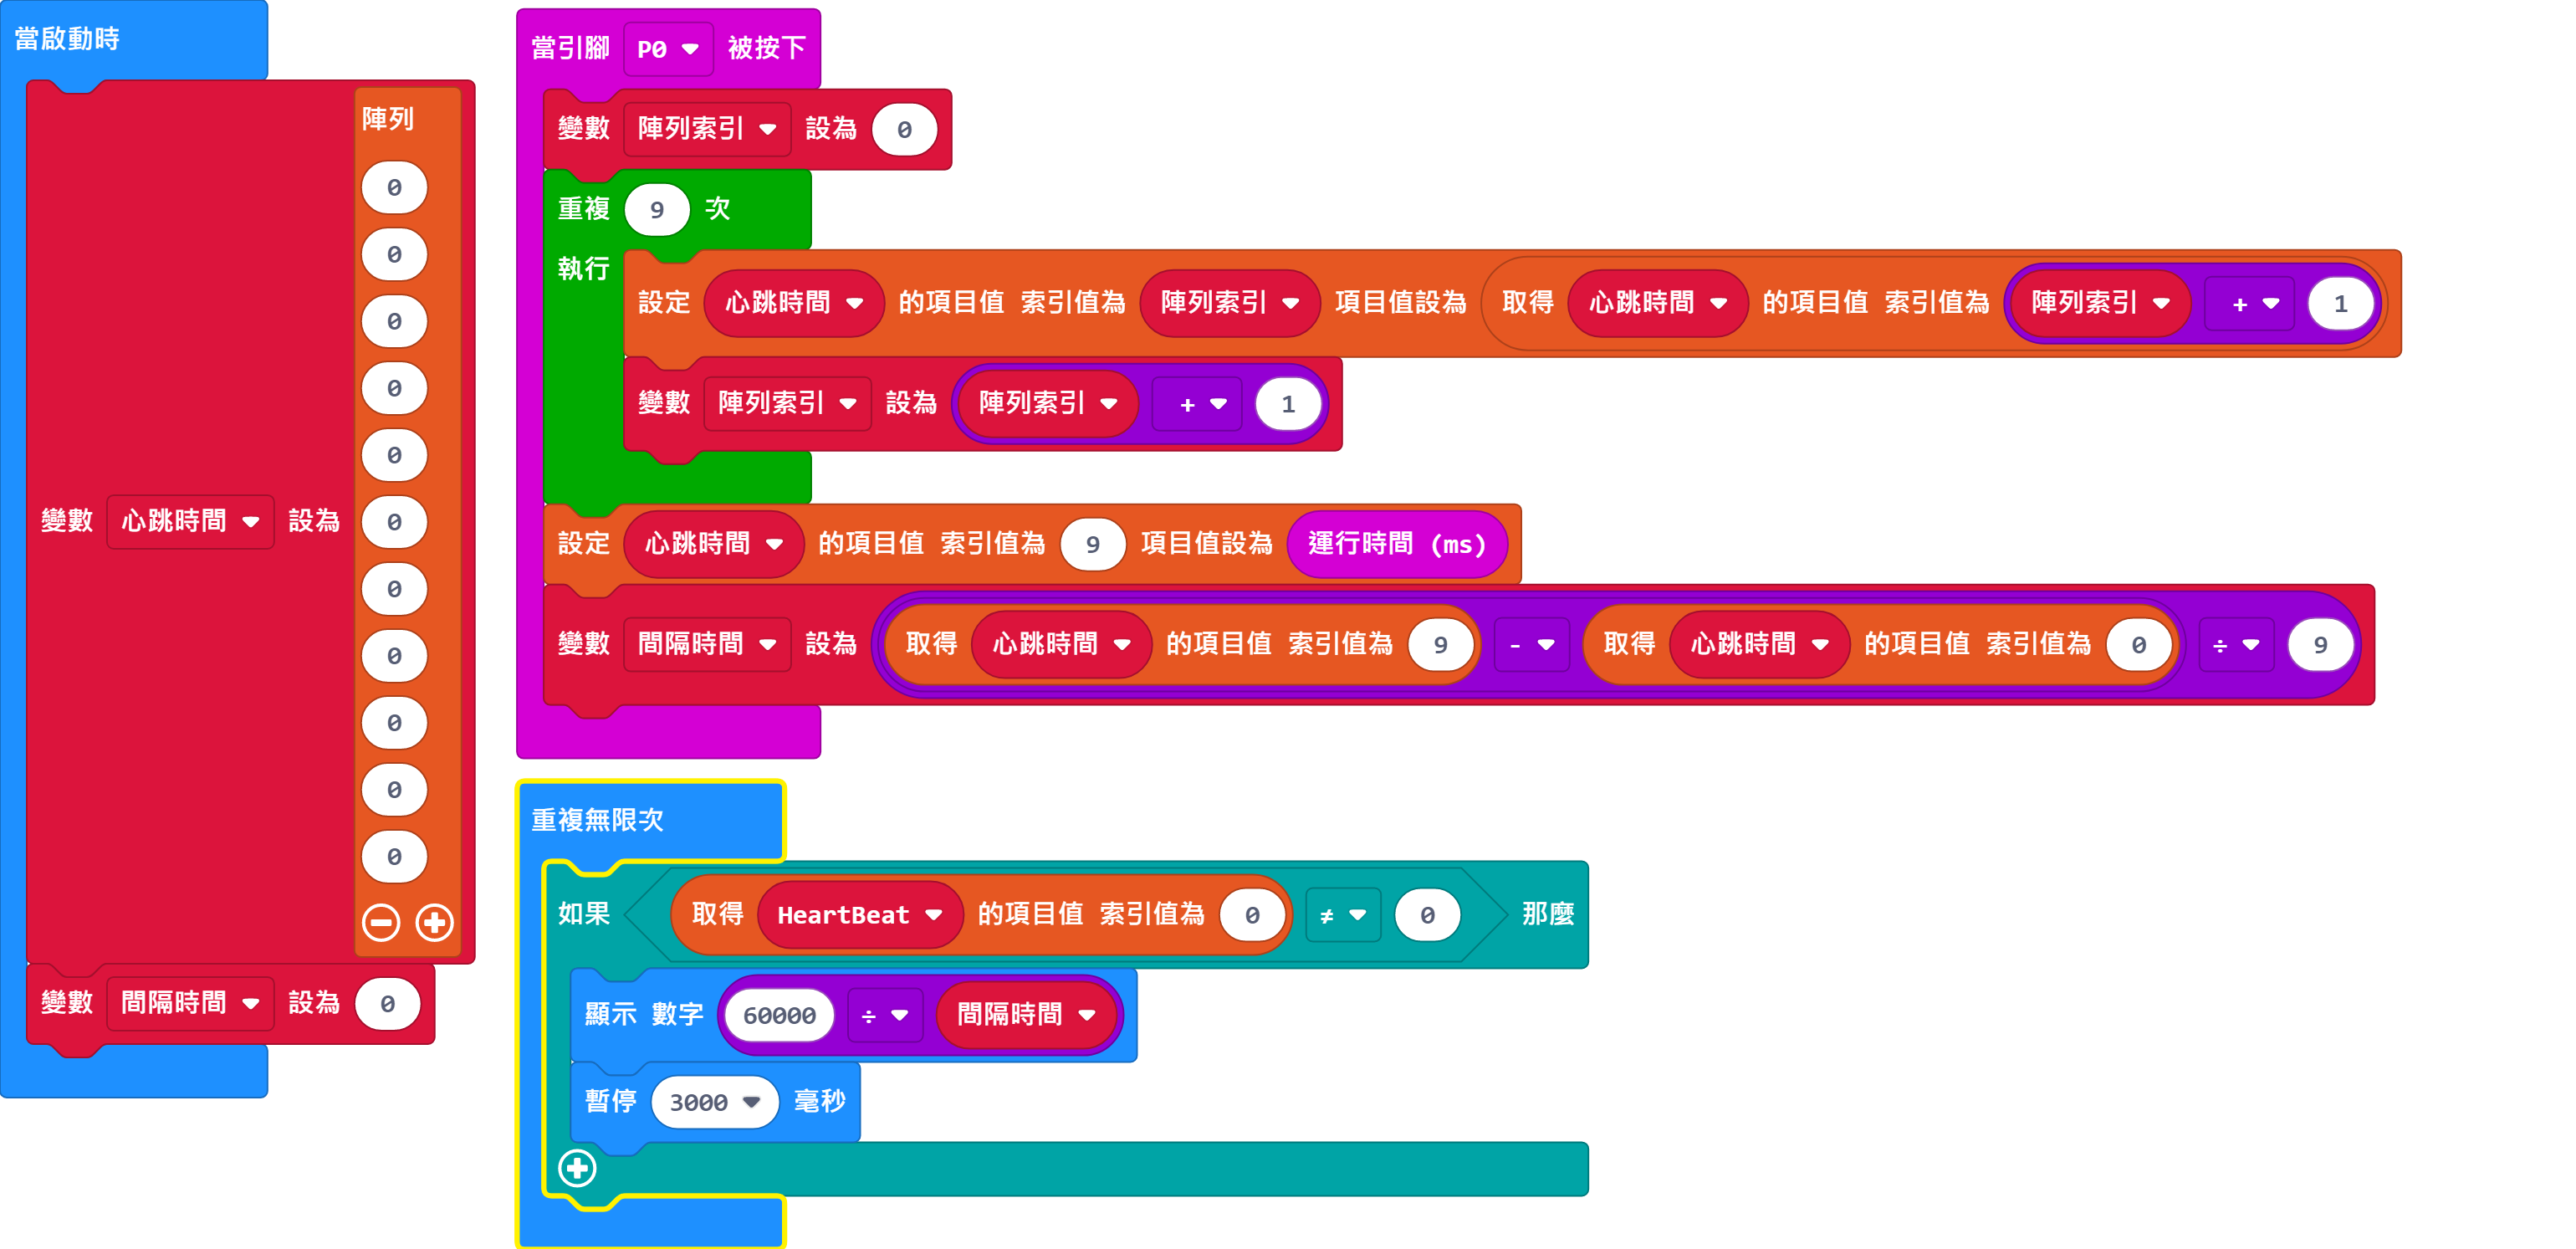 當啟動時
變數 心跳時間 設為 陣列
0
0
0
0
0
0
0
0
0
0
0
變數 間隔時間 設為 0
當引腳 P0 被按下
變數 陣列索引 設為 0
重複 9 次
執行
設定 心跳時間 的項目值 索引值為 陣列索引 項目值設為 取得 心跳時間 的項目值 索引值為 陣列索引 + 1
變數 陣列索引 設為 陣列索引 + 1
設定 心跳時間 的項目值 索引值為 9 項目值設為 運行時間 (ms)
變數 間隔時間 設為 取得 心跳時間 的項目值 索引值為 9 - 取得 心跳時間 的項目值 索引值為 0 ÷ 9
重複無限次
如果 取得 HeartBeat 的項目值 索引值為 0 ≠ 0 那麼
顯示 數字 60000 ÷ 間隔時間
暫停 3000 毫秒